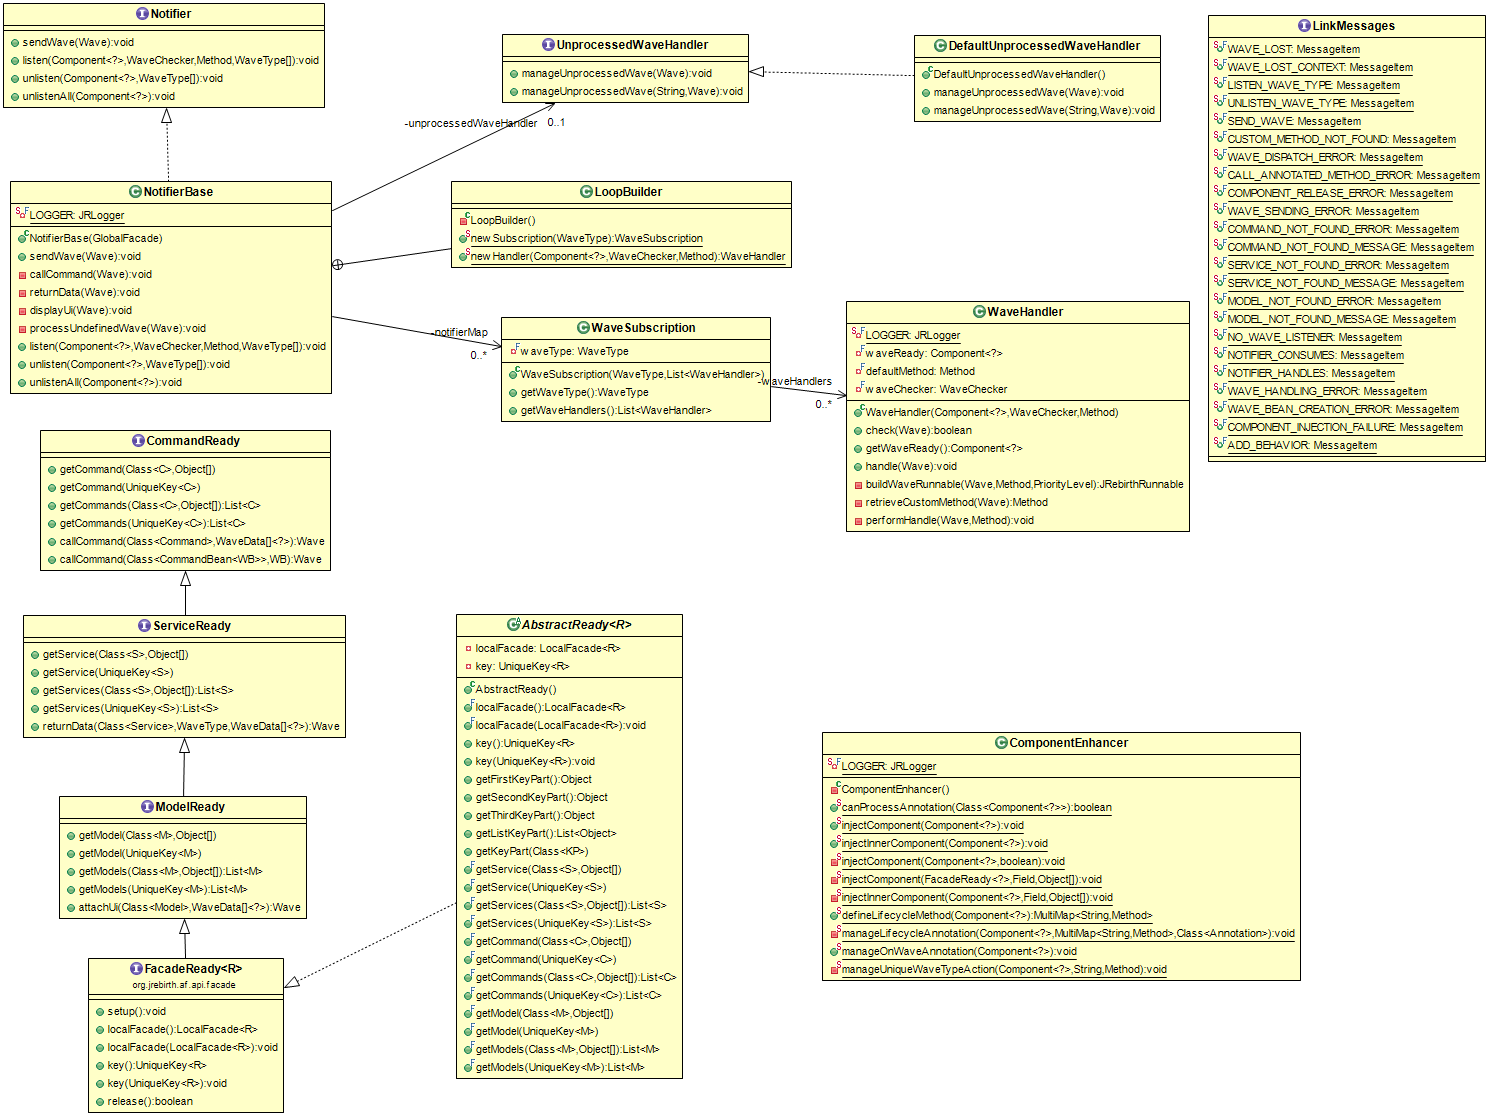 Notifier
sendWave(Wave):void
listen(Component<?>,WaveChecker,Method,WaveType[]):void
unlisten(Component<?>,WaveType[]):void
unlistenAll(Component<?>):void
UnprocessedWaveHandler
manageUnprocessedWave(Wave):void
manageUnprocessedWave(String,Wave):void
DefaultUnprocessedWaveHandler
DefaultUnprocessedWaveHandler()
manageUnprocessedWave(Wave):void
manageUnprocessedWave(String,Wave):void
LinkMessages
WAVE_LOST: MessageItem
WAVE_LOST_CONTEXT: MessageItem
LISTEN_WAVE_TYPE: MessageItem
UNLISTEN_WAVE_TYPE: MessageItem
SEND_WAVE: MessageItem
CUSTOM_METHOD_NOT_FOUND: MessageItem
WAVE_DISPATCH_ERROR: MessageItem
CALL_ANNOTATED_METHOD_ERROR: MessageItem
COMPONENT_RELEASE_ERROR: MessageItem
WAVE_SENDING_ERROR: MessageItem
COMMAND_NOT_FOUND_ERROR: MessageItem
COMMAND_NOT_FOUND_MESSAGE: MessageItem
SERVICE_NOT_FOUND_ERROR: MessageItem
SERVICE_NOT_FOUND_MESSAGE: MessageItem
MODEL_NOT_FOUND_ERROR: MessageItem
MODEL_NOT_FOUND_MESSAGE: MessageItem
NO_WAVE_LISTENER: MessageItem
NOTIFIER_CONSUMES: MessageItem
NOTIFIER_HANDLES: MessageItem
WAVE_HANDLING_ERROR: MessageItem
WAVE_BEAN_CREATION_ERROR: MessageItem
COMPONENT_INJECTION_FAILURE: MessageItem
ADD_BEHAVIOR: MessageItem
-unprocessedWaveHandler
0..1
NotifierBase
LOGGER: JRLogger
NotifierBase(GlobalFacade)
sendWave(Wave):void
callCommand(Wave):void
returnData(Wave):void
displayUi(Wave):void
processUndefinedWave(Wave):void
listen(Component<?>,WaveChecker,Method,WaveType[]):void
unlisten(Component<?>,WaveType[]):void
unlistenAll(Component<?>):void
LoopBuilder
LoopBuilder()
newSubscription(WaveType):WaveSubscription
newHandler(Component<?>,WaveChecker,Method):WaveHandler
-notifierMap
0..*
WaveSubscription
waveType: WaveType
WaveSubscription(WaveType,List<WaveHandler>)
getWaveType():WaveType
getWaveHandlers():List<WaveHandler>
-waveHandlers
0..*
WaveHandler
LOGGER: JRLogger
waveReady: Component<?>
defaultMethod: Method
waveChecker: WaveChecker
WaveHandler(Component<?>,WaveChecker,Method)
check(Wave):boolean
getWaveReady():Component<?>
handle(Wave):void
buildWaveRunnable(Wave,Method,PriorityLevel):JRebirthRunnable
retrieveCustomMethod(Wave):Method
performHandle(Wave,Method):void
CommandReady
getCommand(Class<C>,Object[])
getCommand(UniqueKey<C>)
getCommands(Class<C>,Object[]):List<C>
getCommands(UniqueKey<C>):List<C>
callCommand(Class<Command>,WaveData[]<?>):Wave
callCommand(Class<CommandBean<WB>>,WB):Wave
ServiceReady
getService(Class<S>,Object[])
getService(UniqueKey<S>)
getServices(Class<S>,Object[]):List<S>
getServices(UniqueKey<S>):List<S>
returnData(Class<Service>,WaveType,WaveData[]<?>):Wave
ModelReady
getModel(Class<M>,Object[])
getModel(UniqueKey<M>)
getModels(Class<M>,Object[]):List<M>
getModels(UniqueKey<M>):List<M>
attachUi(Class<Model>,WaveData[]<?>):Wave
FacadeReady<R>
org.jrebirth.af.api.facade
setup():void
localFacade():LocalFacade<R>
localFacade(LocalFacade<R>):void
key():UniqueKey<R>
key(UniqueKey<R>):void
release():boolean
AbstractReady<R>
localFacade: LocalFacade<R>
key: UniqueKey<R>
AbstractReady()
localFacade():LocalFacade<R>
localFacade(LocalFacade<R>):void
key():UniqueKey<R>
key(UniqueKey<R>):void
getFirstKeyPart():Object
getSecondKeyPart():Object
getThirdKeyPart():Object
getListKeyPart():List<Object>
getKeyPart(Class<KP>)
getService(Class<S>,Object[])
getService(UniqueKey<S>)
getServices(Class<S>,Object[]):List<S>
getServices(UniqueKey<S>):List<S>
getCommand(Class<C>,Object[])
getCommand(UniqueKey<C>)
getCommands(Class<C>,Object[]):List<C>
getCommands(UniqueKey<C>):List<C>
getModel(Class<M>,Object[])
getModel(UniqueKey<M>)
getModels(Class<M>,Object[]):List<M>
getModels(UniqueKey<M>):List<M>
ComponentEnhancer
LOGGER: JRLogger
ComponentEnhancer()
canProcessAnnotation(Class<Component<?>>):boolean
injectComponent(Component<?>):void
injectInnerComponent(Component<?>):void
injectComponent(Component<?>,boolean):void
injectComponent(FacadeReady<?>,Field,Object[]):void
injectInnerComponent(Component<?>,Field,Object[]):void
defineLifecycleMethod(Component<?>):MultiMap<String,Method>
manageLifecycleAnnotation(Component<?>,MultiMap<String,Method>,Class<Annotation>):void
manageOnWaveAnnotation(Component<?>):void
manageUniqueWaveTypeAction(Component<?>,String,Method):void